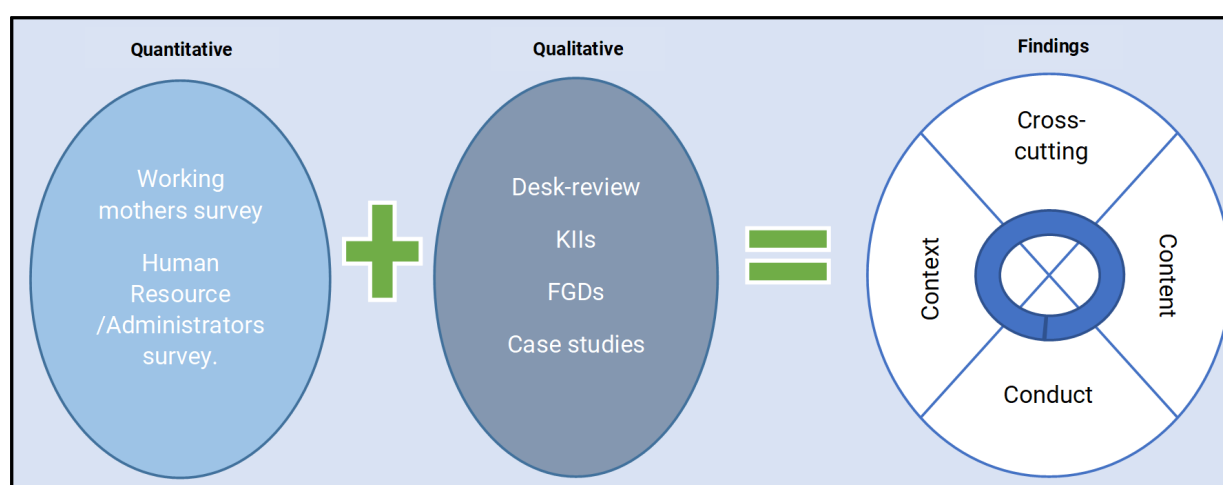 Quantitative
Working
mothers survey
Human
Resource
/Administrators
survey.
Qualitative
Desk-review
KIIs
FGDs
Case studies
Findings
Cross-
cutting
Context
Content
Conduct